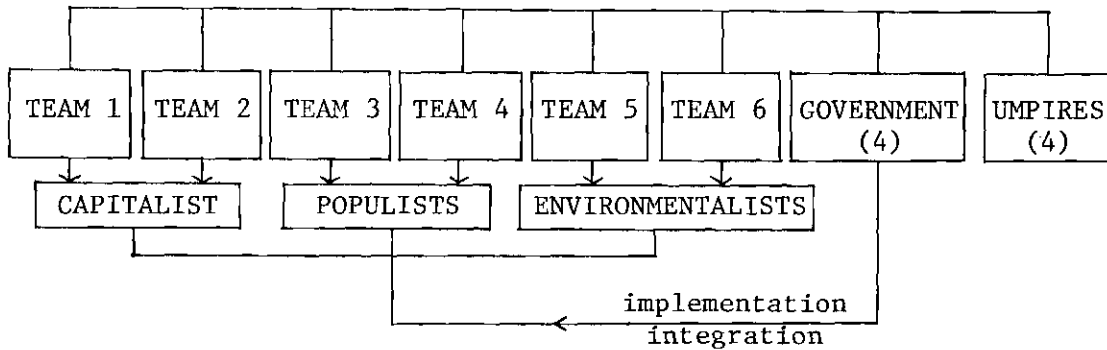 TEAM 1 TEAM 2 TEAM 3 TEAM 4 TEAM 5 TEAM 6 GOVERNMENT UMPIRES
(4) (4)
CAPITALIST POPULISTS ENVIRONMENTALISTS
implementation
integration